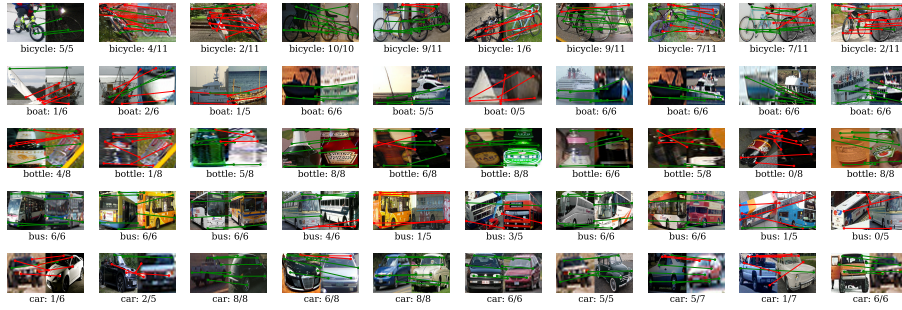 bicycle: 5/5 bicycle: 4/11 bicycle: 2/11 bicycle: 10/10 bicycle: 9/11 bicycle: 1/6 bicycle: 9/11 bicycle: 7/11 bicycle: 7/11 bicycle: 2/11
boat: 1/6 boat: 2/6 boat: 1/5 boat: 6/6 boat: 5/5 boat: 0/5 boat: 6/6 boat: 6/6 boat: 6/6 boat: 6/6
bottle: 4/8 bottle: 1/8 bottle: 5/8 bottle: 8/8 bottle: 6/8 bottle: 8/8 bottle: 6/6 bottle: 5/8 bottle: 0/8 bottle: 8/8
bus: 6/6 bus: 6/6 bus: 6/6 bus: 4/6 bus: 1/5 bus: 3/5 bus: 6/6 bus: 6/6 bus: 1/5 bus: 0/5
car: 1/6 car: 2/5 car: 8/8 car: 6/8 car: 8/8 car: 6/6 car: 5/5 car: 5/7 car: 1/7 car: 6/6